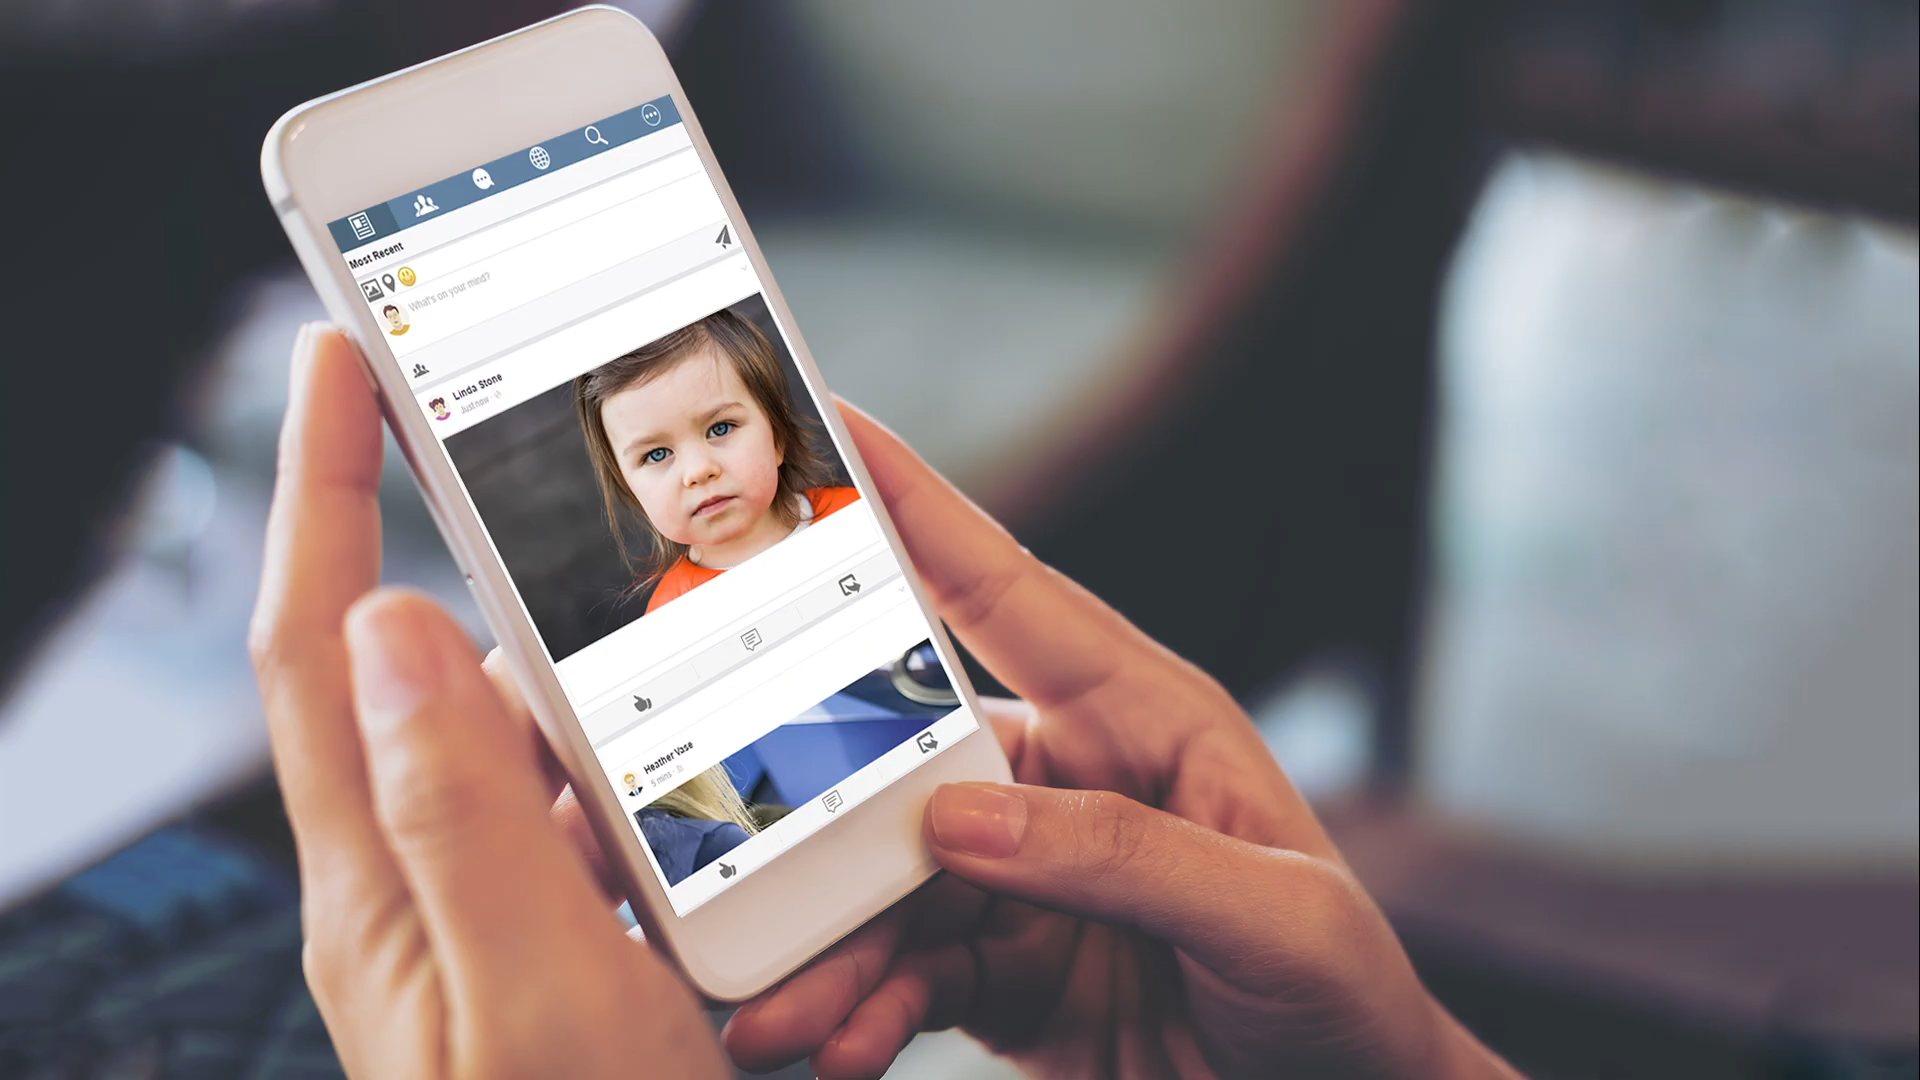 Most Recent
What's on your mind?
Linda Stone
Just now
Heather Vase
5 mins